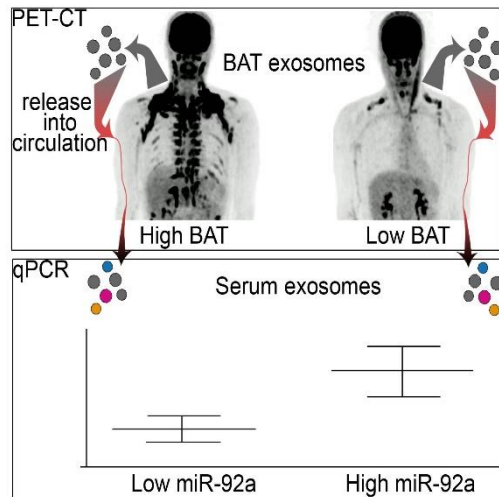 PET-CT
BAT exosomes
release
into
circulation
High BAT
Low BAT
qPCR
Serum exosomes
Low miR-92a
High miR-92a